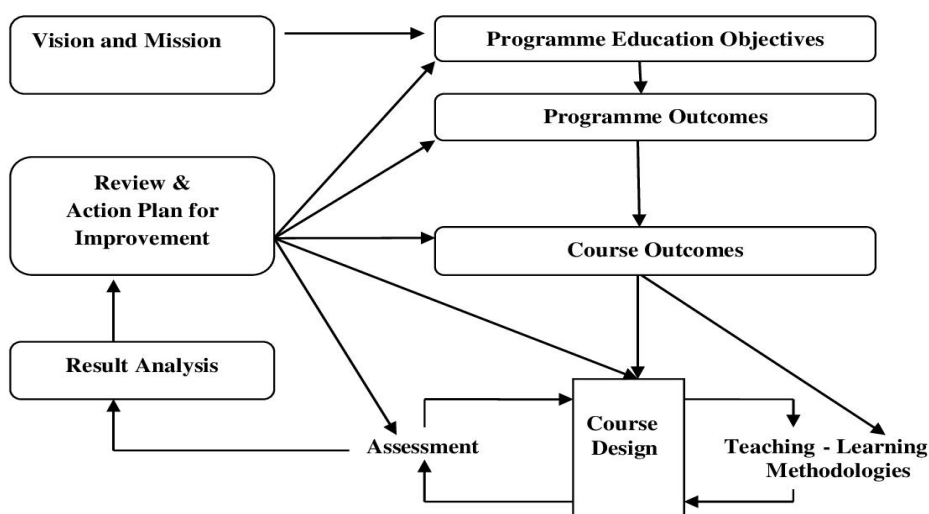 Vision and Mission
Programme Education Objectives
Programme Outcomes
Review &
Action Plan for
Improvement
Course Outcomes
Result Analysis
Assessment
Course
Design
Teaching - Learning
Methodologies